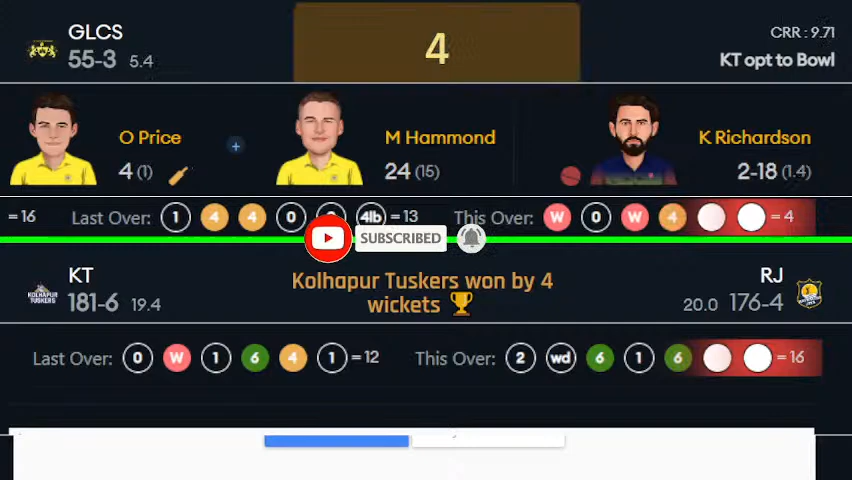 GLCS
55-3 5.4
4
CRR : 9.71
KT opt to Bowl
O Price
4 (1)
M Hammond
24 (15)
K Richardson
2-18 (1.4)
=16 Last Over: 1 4 4 0 4lb =13 This Over: W 0 W 4 =4
SUBSCRIBED
KT
181-6 19.4
KOLHAPUR
TUSKERS
Kolhapur Tuskers won by 4
wickets
RJ
20.0 176-4
Last Over: 0 W 1 6 4 1 =12 This Over: 2 wd 6 1 6 =16